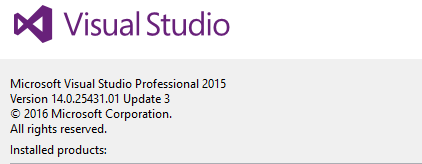 Visual Studio
Microsoft Visual Studio Professional 2015
Version 14.0.25431.01 Update 3
© 2016 Microsoft Corporation.
All rights reserved.
Installed products: